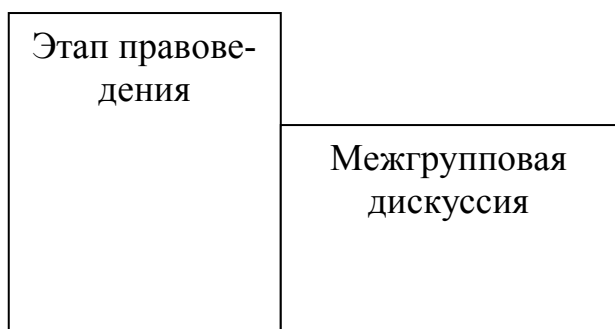 Этап правове-
дения
Межгрупповая
дискуссия